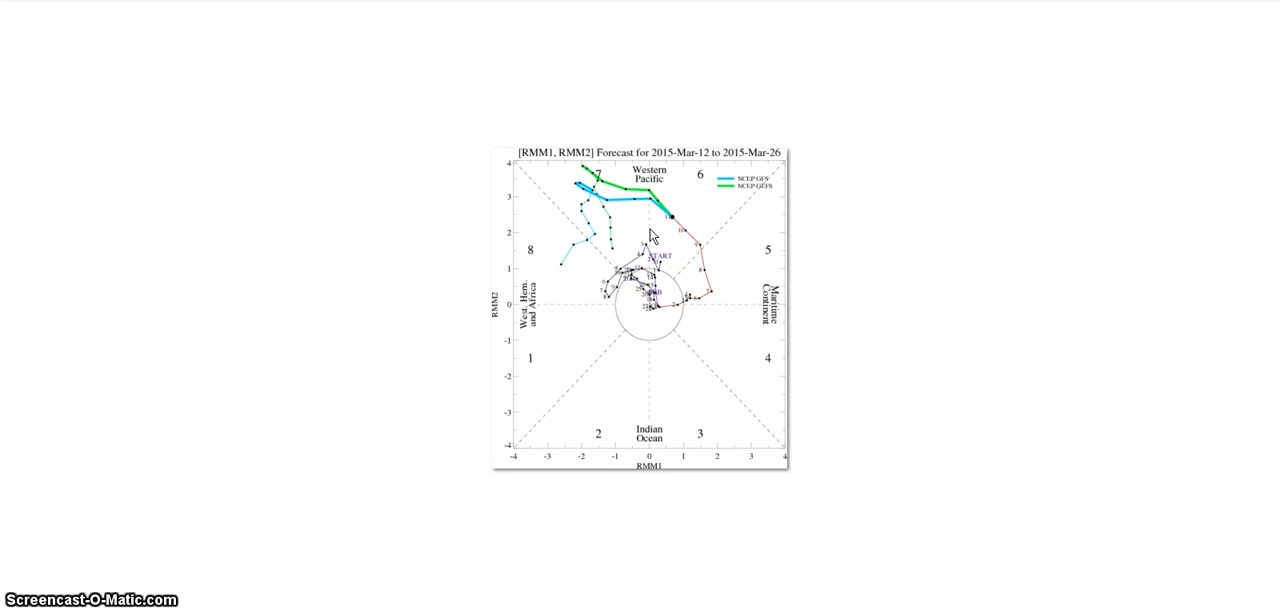 [RMM1, RMM2] Forecast for 2015-Mar-12 to 2015-Mar-26
4
7
Western
Pacific
6
NCEP GFS
NCEP GEFS
3
2
8
START
5
1
RMM2
0
West. Hem.
and Africa
Maritime
Continent
-1
1
4
-2
-3
2
Indian
Ocean
3
-4
-4
-3
-2
-1
0
1
2
3
4
RMM1
Screencast-O-Matic.com